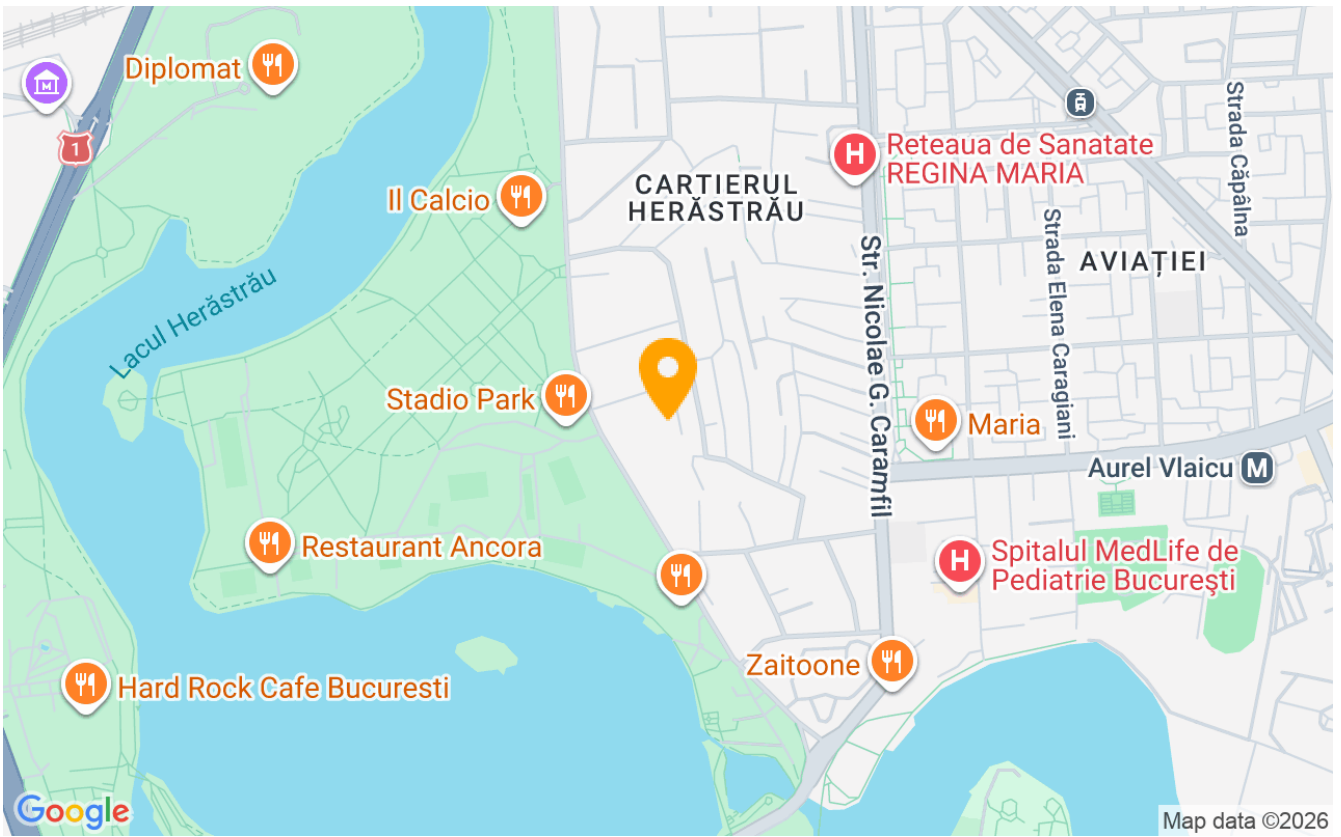 Diplomat
1
Reteaua de Sanatate
REGINA MARIA
Strada Căpâlna
Il Calcio
CARTIERUL
HERĂSTRĂU
Strada Elena Caragiani
AVIAȚIEI
Str. Nicolae G. Caramfil
Lacul Herăstrău
Stadio Park
Maria
Aurel Vlaicu
M
Restaurant Ancora
H
H
Spitalul MedLife de
Pediatrie Bucureşti
Zaitoone
Hard Rock Cafe Bucuresti
Google
Map data ©2026